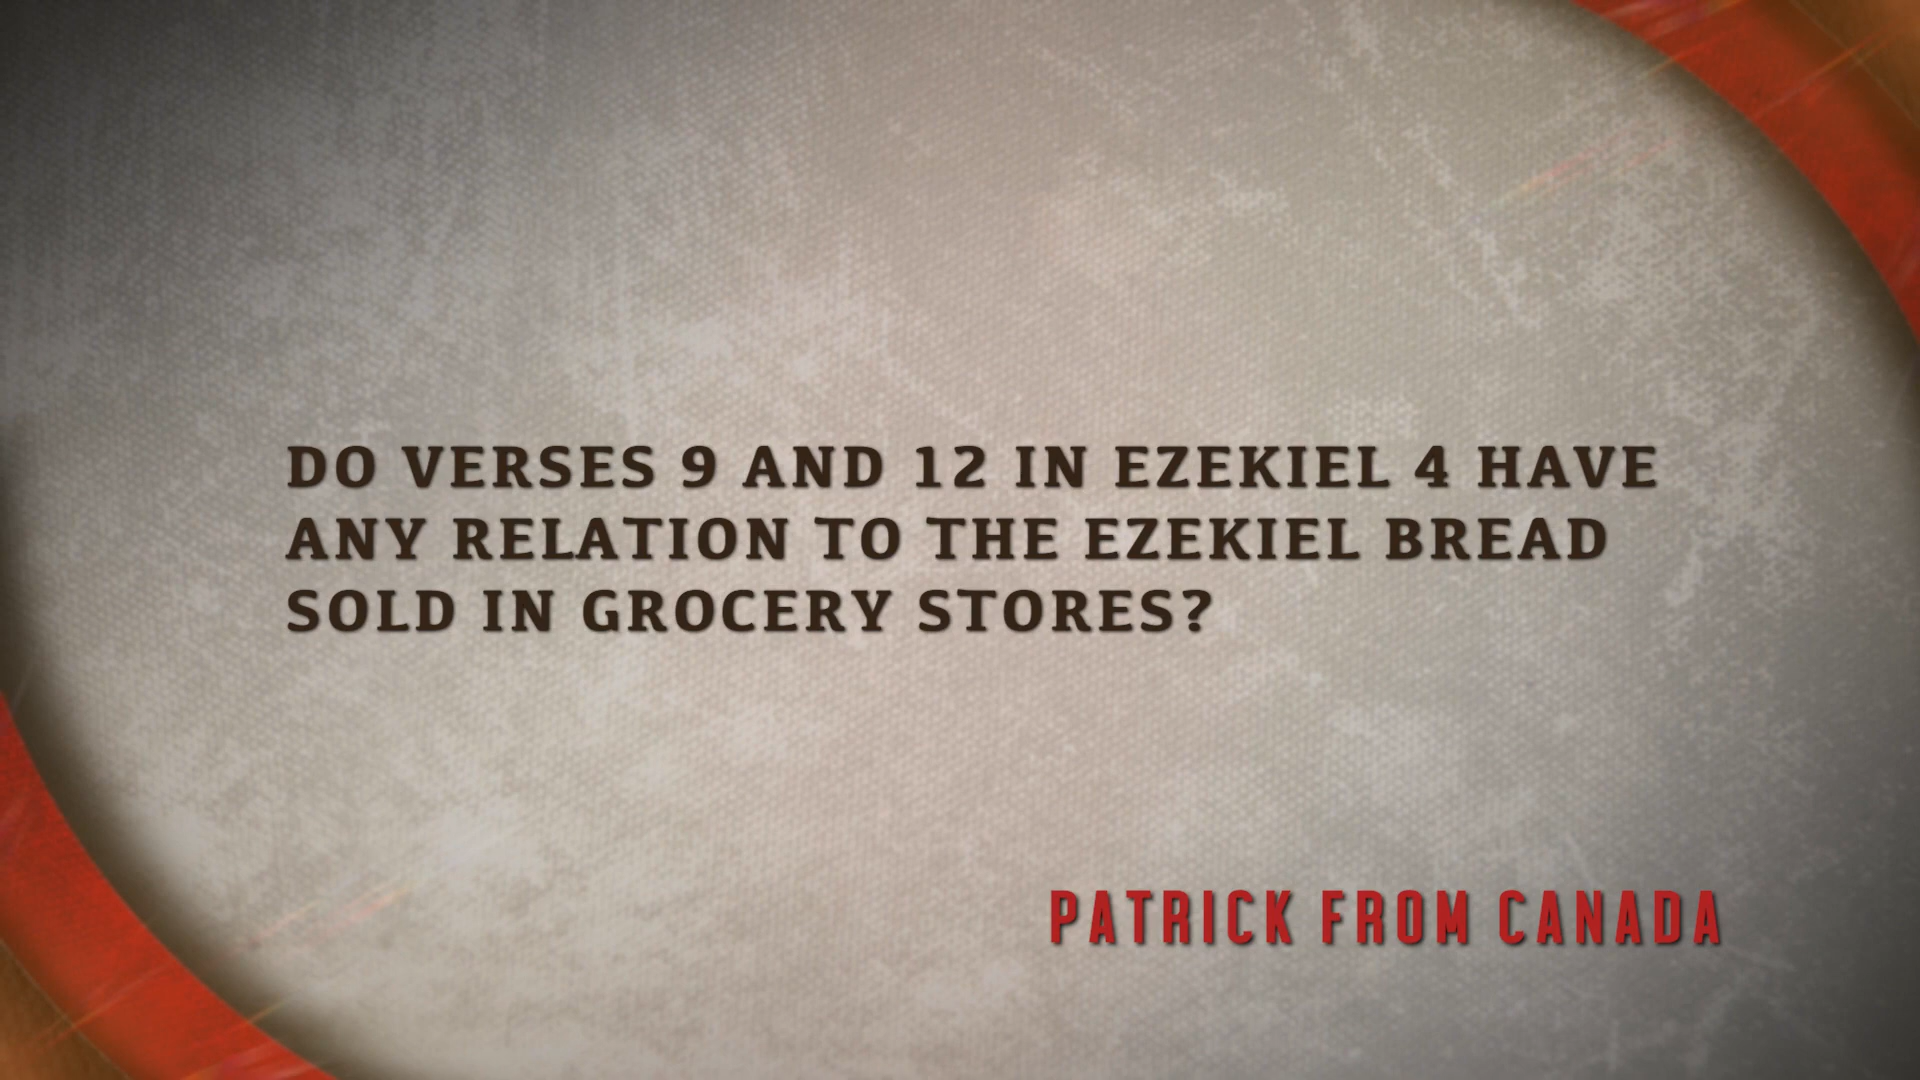 DO VERSES 9 AND 12 IN EZEKIEL 4 HAVE
ANY RELATION TO THE EZEKIEL BREAD
SOLD IN GROCERY STORES?
PATRICK FROM CANADA